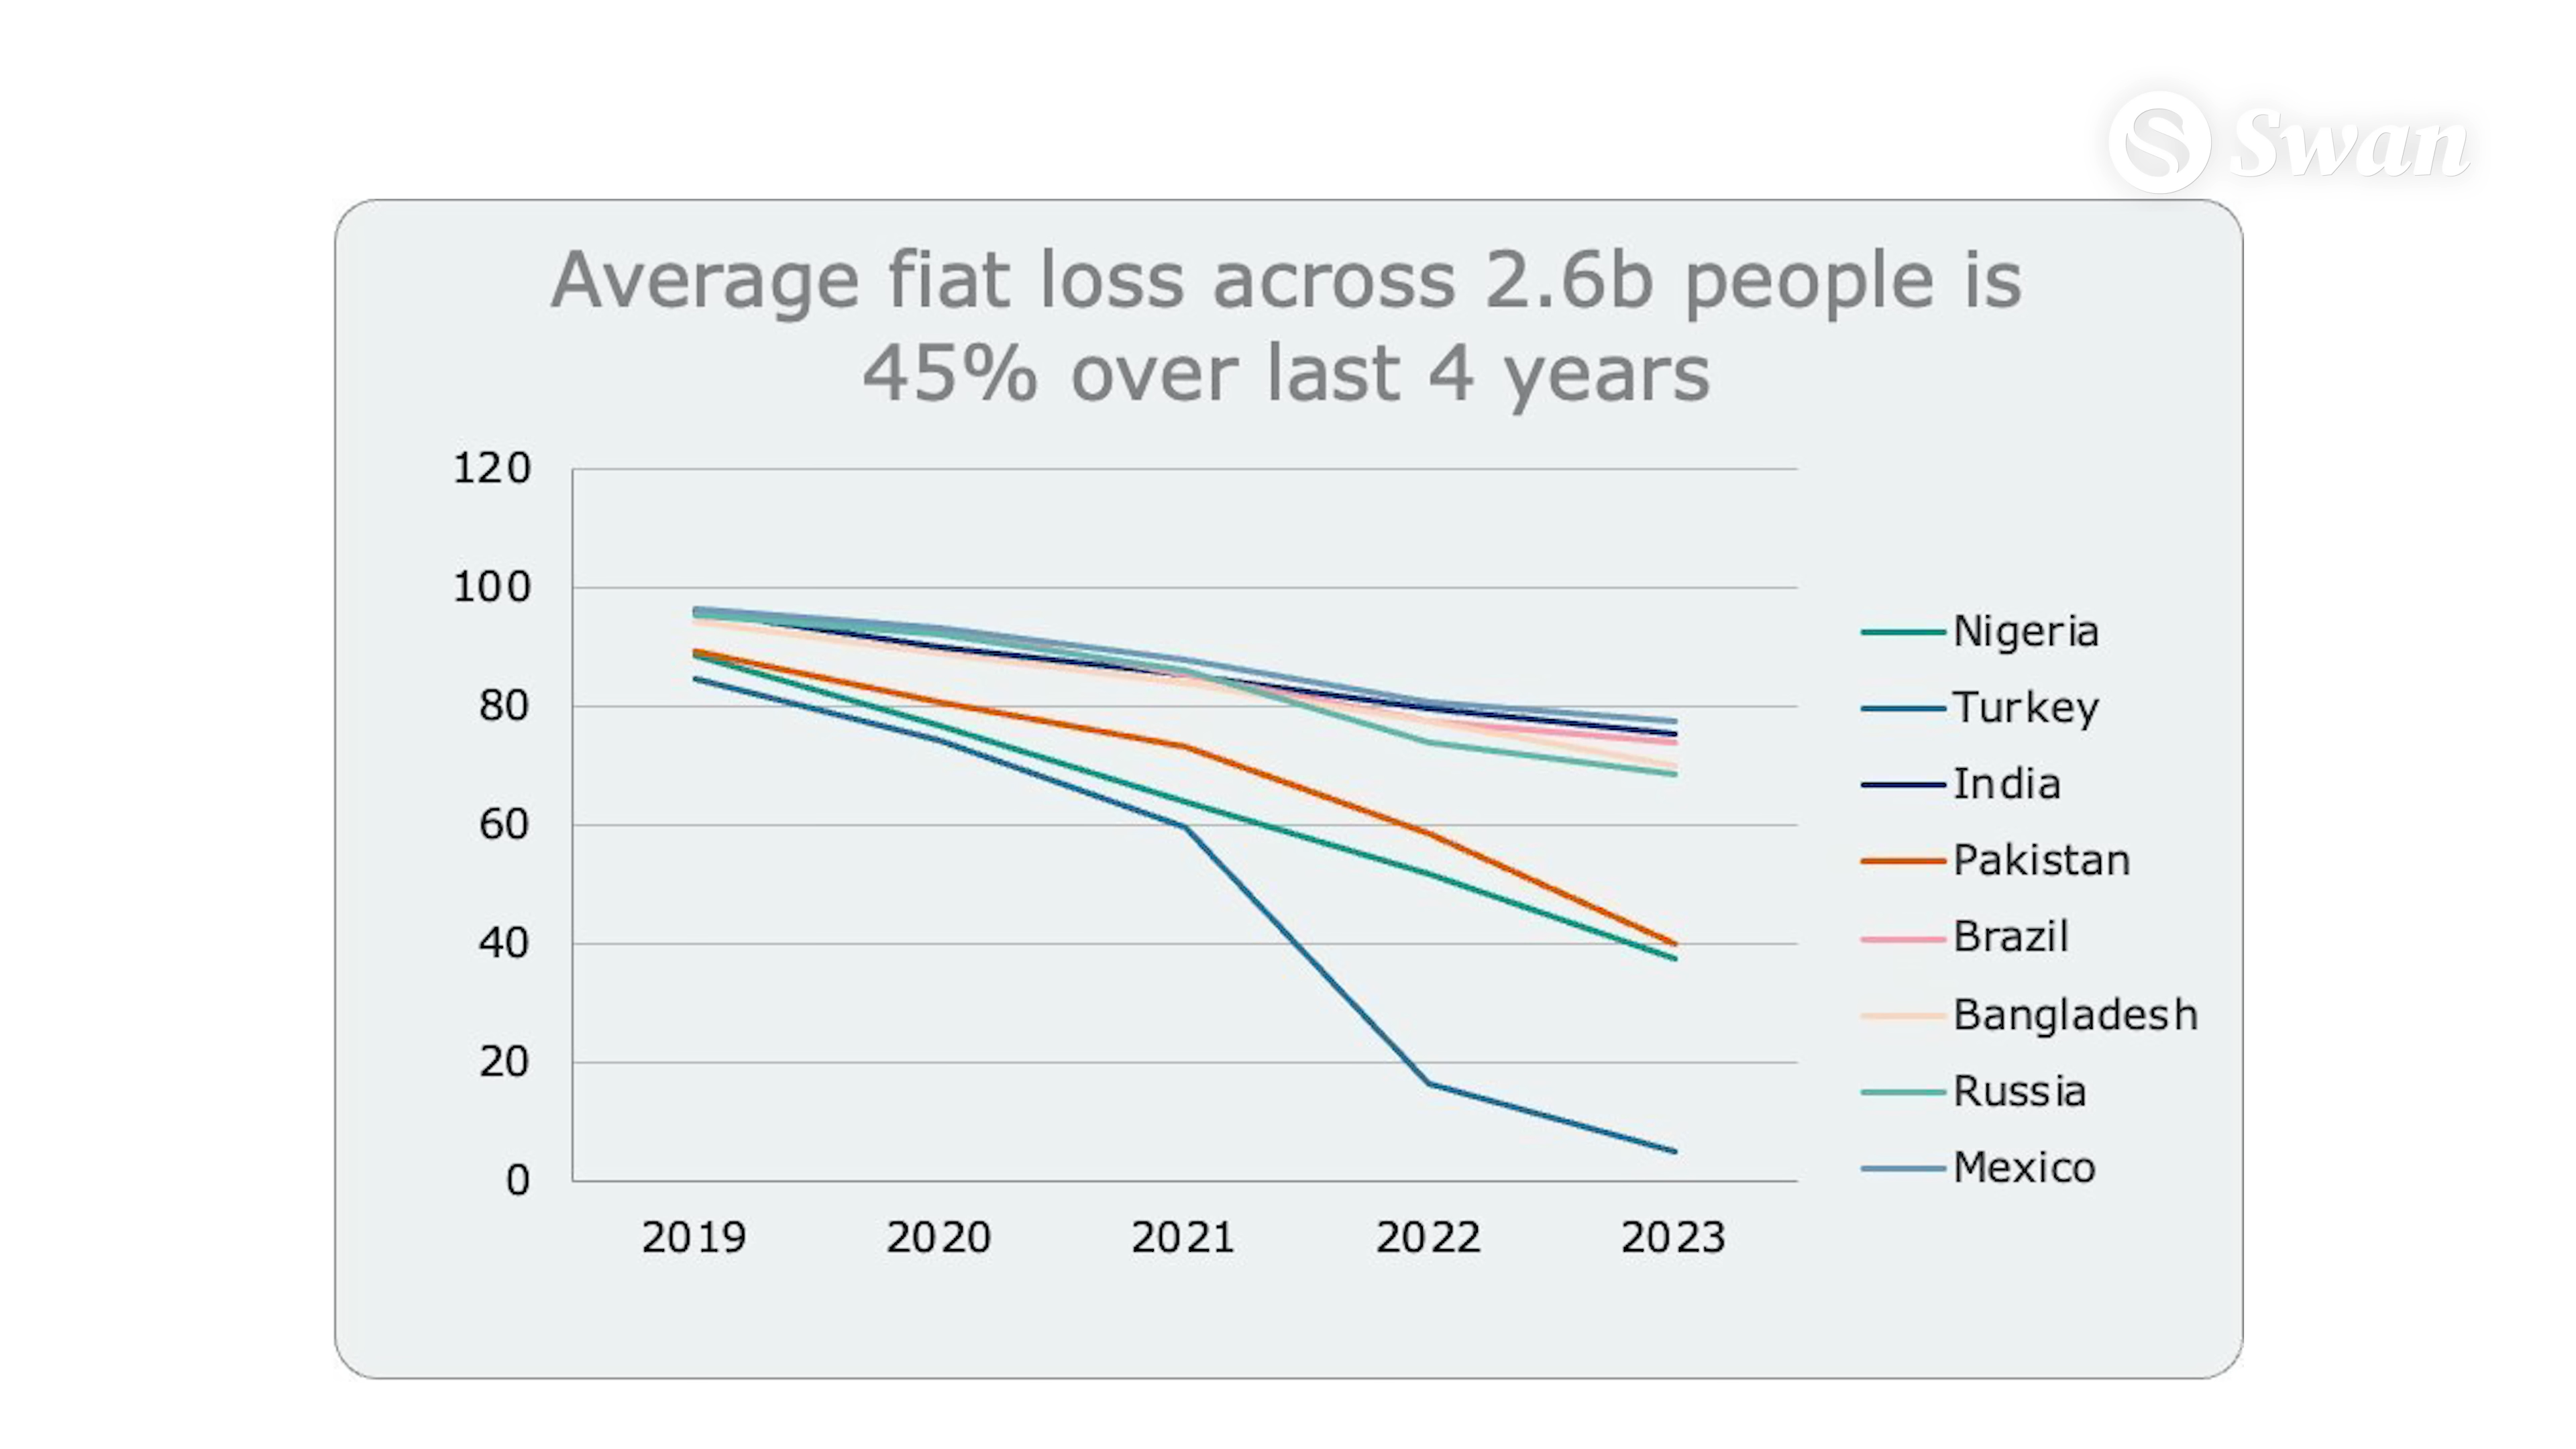 Swan
Average fiat loss across 2.6b people is
45% over last 4 years
120
100
80
60
40
20
0
2019 2020 2021 2022 2023
Nigeria
Turkey
India
Pakistan
Brazil
Bangladesh
Russia
Mexico